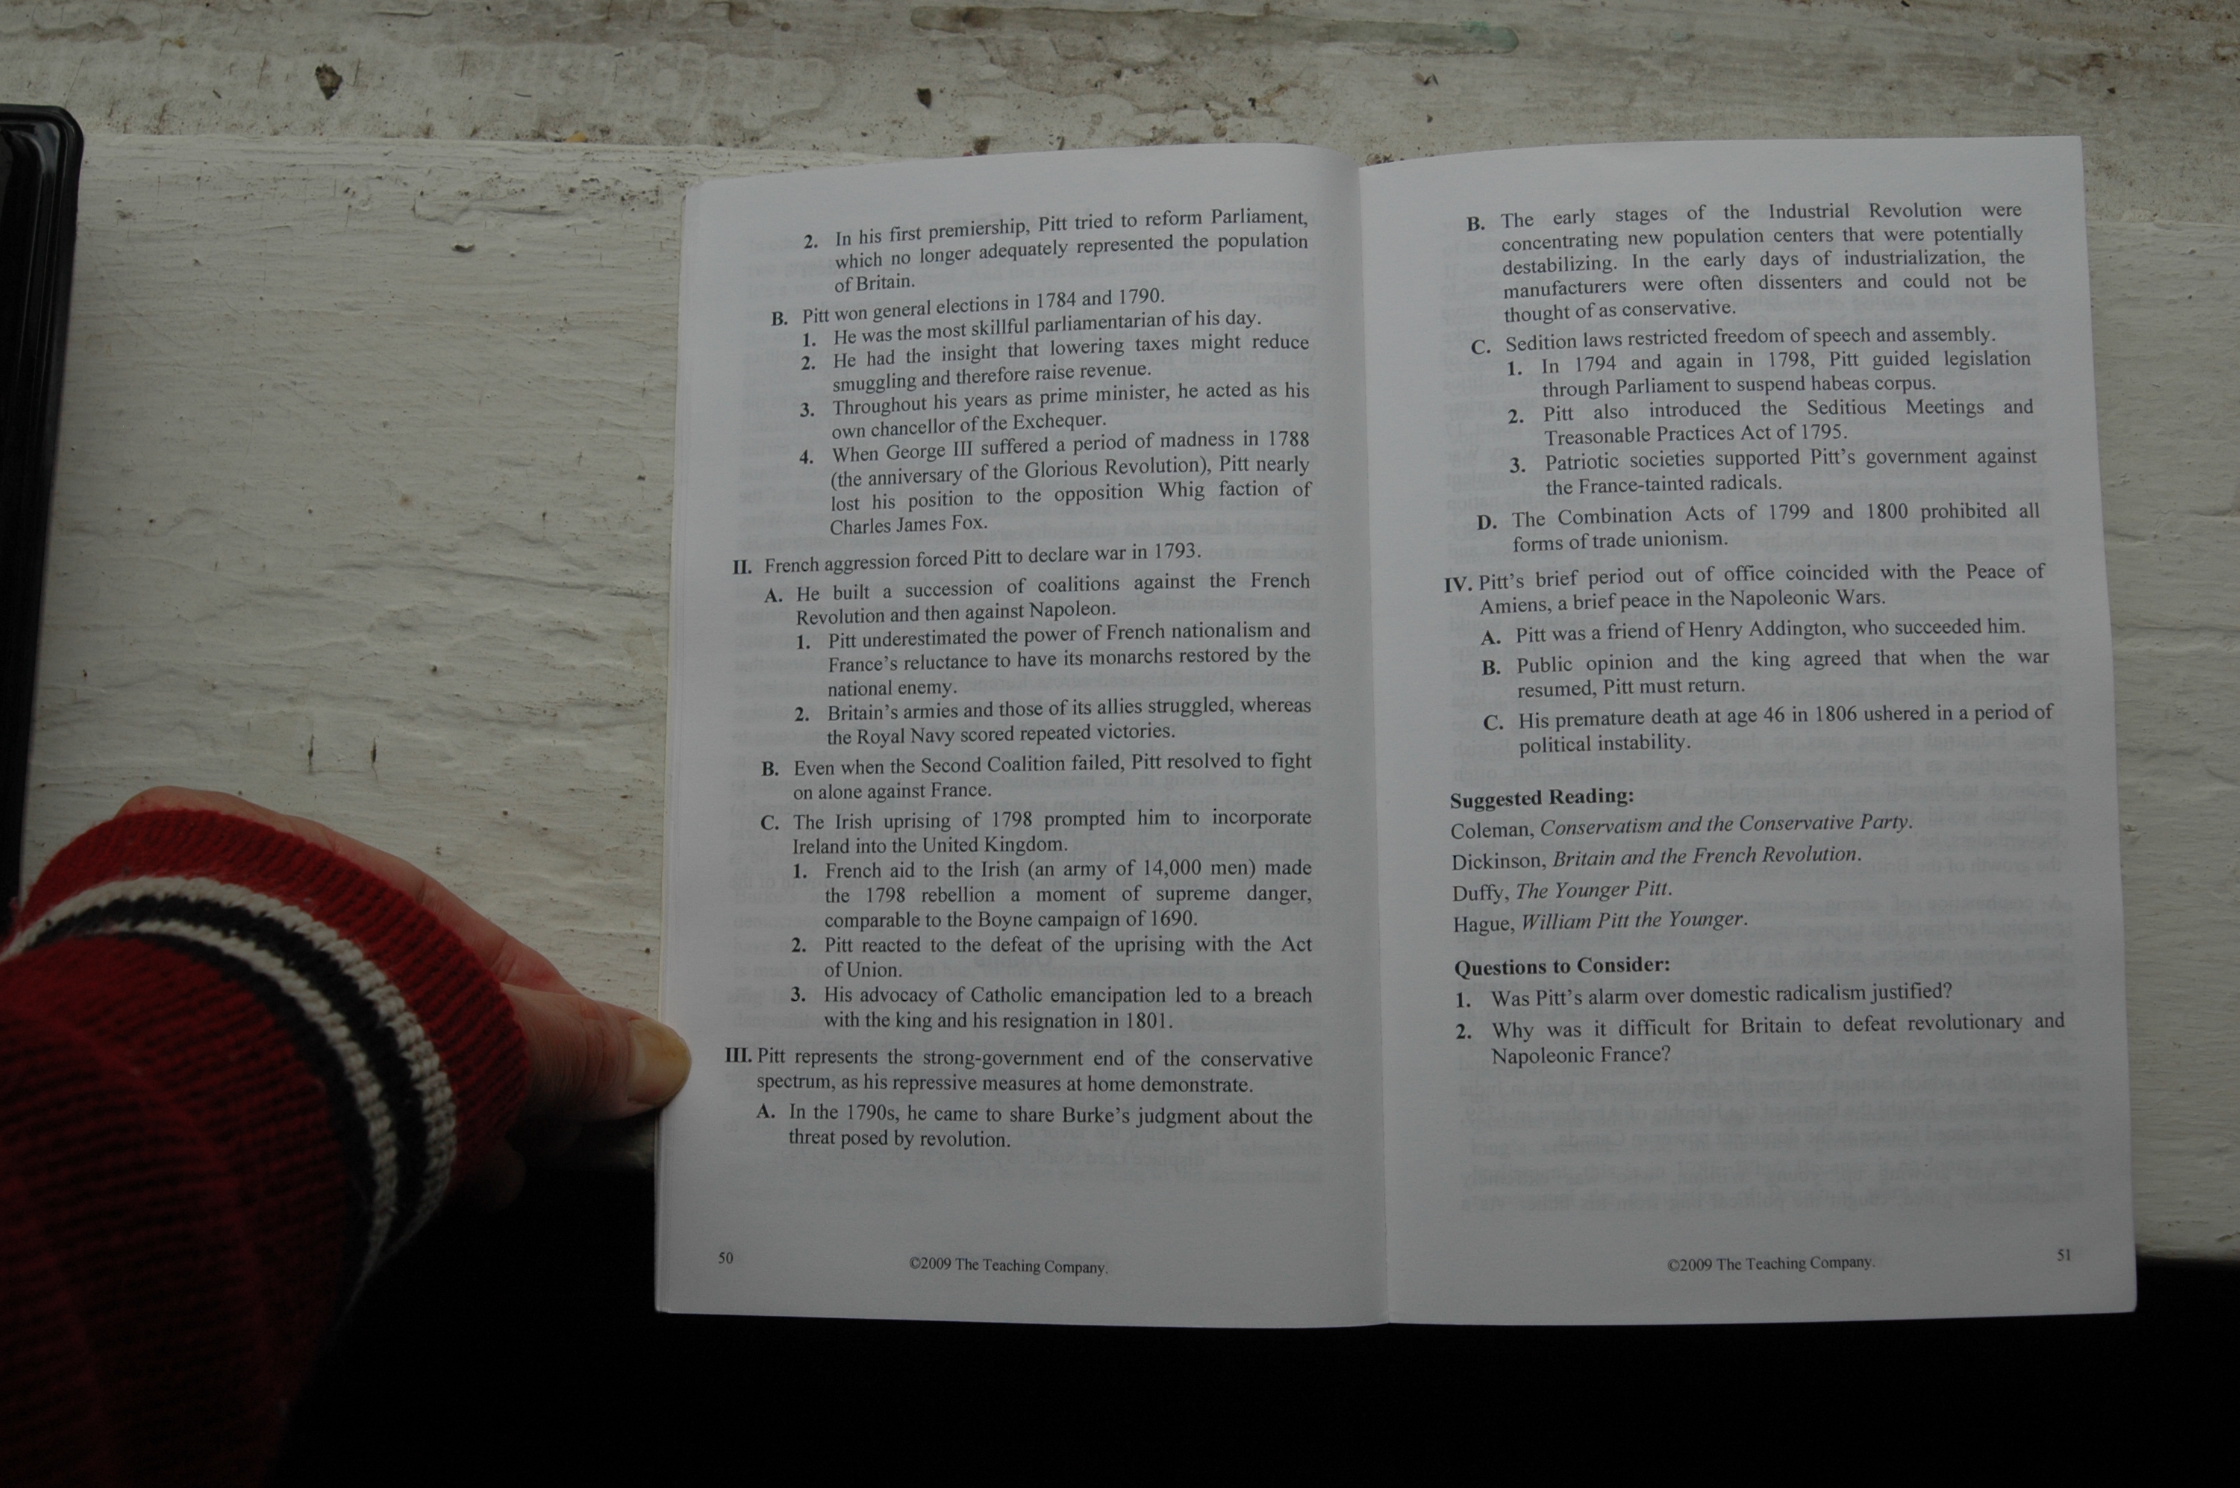 2. In his first premiership, Pitt tried to reform Parliament,
which no longer adequately represented the population
of Britain.
B. Pitt won general elections in 1784 and 1790.
1. He was the most skillful parliamentarian of his day.
2. He had the insight that lowering taxes might reduce
smuggling and therefore raise revenue.
3. Throughout his years as prime minister, he acted as his
own chancellor of the Exchequer.
4. When George III suffered a period of madness in 1788
(the anniversary of the Glorious Revolution), Pitt nearly
lost his position to the opposition Whig faction of
Charles James Fox.
II. French aggression forced Pitt to declare war in 1793.
A. He built a succession of coalitions against the French
Revolution and then against Napoleon.
1. Pitt underestimated the power of French nationalism and
France's reluctance to have its monarchs restored by the
national enemy.
2. Britain's armies and those of its allies struggled, whereas
the Royal Navy scored repeated victories.
B. Even when the Second Coalition failed, Pitt resolved to fight
on alone against France.
C. The Irish uprising of 1798 prompted him to incorporate
Ireland into the United Kingdom.
1. French aid to the Irish (an army of 14,000 men) made
the 1798 rebellion a moment of supreme danger,
comparable to the Boyne campaign of 1690.
2. Pitt reacted to the defeat of the uprising with the Act
of Union.
3. His advocacy of Catholic emancipation led to a breach
with the king and his resignation in 1801.
III. Pitt represents the strong-government end of the conservative
spectrum, as his repressive measures at home demonstrate.
A. In the 1790s, he came to share Burke's judgment about the
threat posed by revolution.
50
©2009 The Teaching Company.
B. The early stages of the Industrial Revolution were
concentrating new population centers that were potentially
destabilizing. In the early days of industrialization, the
manufacturers were often dissenters and could not be
thought of as conservative.
C. Sedition laws restricted freedom of speech and assembly.
1. In 1794 and again in 1798, Pitt guided legislation
through Parliament to suspend habeas corpus.
2. Pitt also introduced the Seditious Meetings and
Treasonable Practices Act of 1795.
3. Patriotic societies supported Pitt's government against
the France-tainted radicals.
D. The Combination Acts of 1799 and 1800 prohibited all
forms of trade unionism.
IV. Pitt's brief period out of office coincided with the Peace of
Amiens, a brief peace in the Napoleonic Wars.
A. Pitt was a friend of Henry Addington, who succeeded him.
B. Public opinion and the king agreed that when the war
resumed, Pitt must return.
C. His premature death at age 46 in 1806 ushered in a period of
political instability.
Suggested Reading:
Coleman, Conservatism and the Conservative Party.
Dickinson, Britain and the French Revolution.
Duffy, The Younger Pitt.
Hague, William Pitt the Younger.
Questions to Consider:
1. Was Pitt's alarm over domestic radicalism justified?
2. Why was it difficult for Britain to defeat revolutionary and
Napoleonic France?
©2009 The Teaching Company.
51